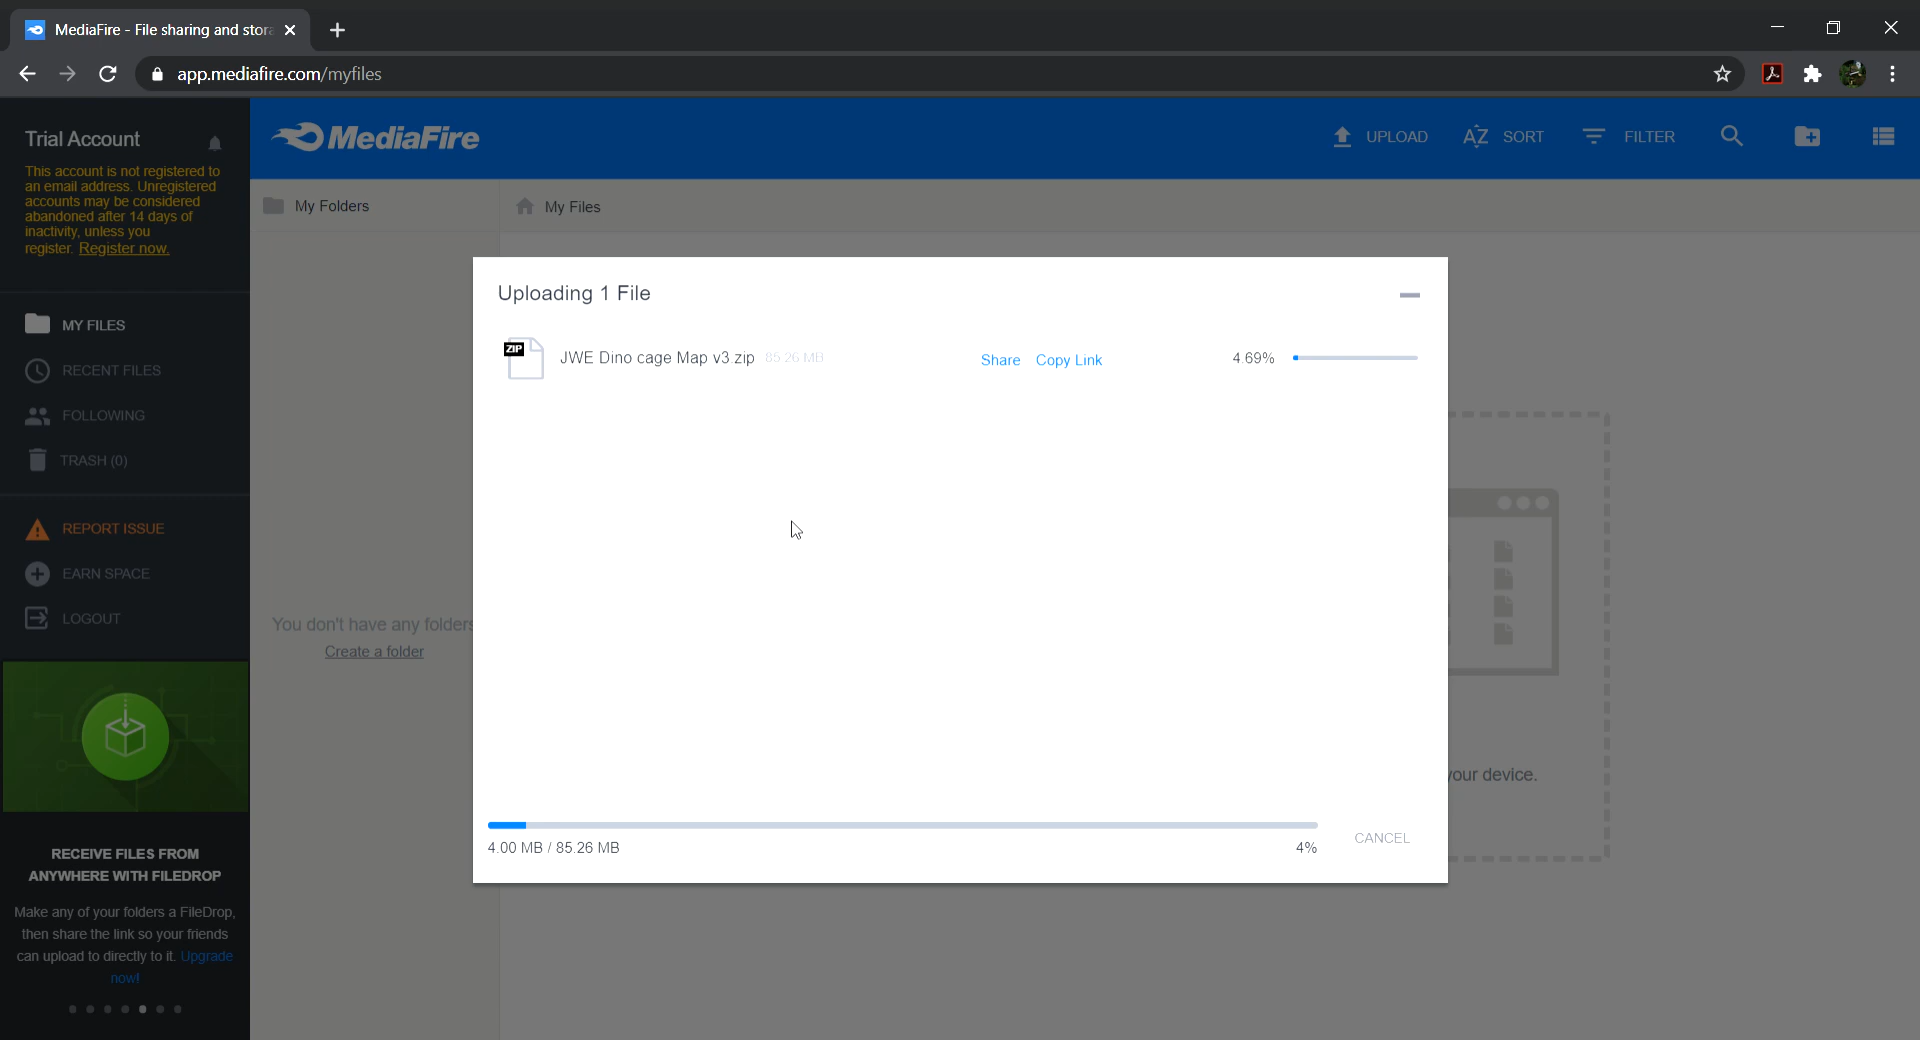 MediaFire - File sharing and stora
app.mediafire.com/myfiles
Trial Account
This account is not registered to
an email address. Unregistered
accounts may be considered
abandoned after 14 days of
inactivity, unless you
register. Register now.
MY FILES
RECENT FILES
FOLLOWING
TRASH (0)
REPORT ISSUE
EARN SPACE
LOGOUT
RECEIVE FILES FROM
ANYWHERE WITH FILEDROP
Make any of your folders a FileDrop,
then share the link so your friends
can upload to directly to it. Upgrade
now!
MediaFire
UPLOAD
SORT
FILTER
My Folders
My Files
You don't have any folders
Create a folder
Uploading 1 File
ZIP
JWE Dino cage Map v3.zip 85.26 MB
Share Copy Link
4.69%
4.00 MB / 85.26 MB
4%
CANCEL
your device.